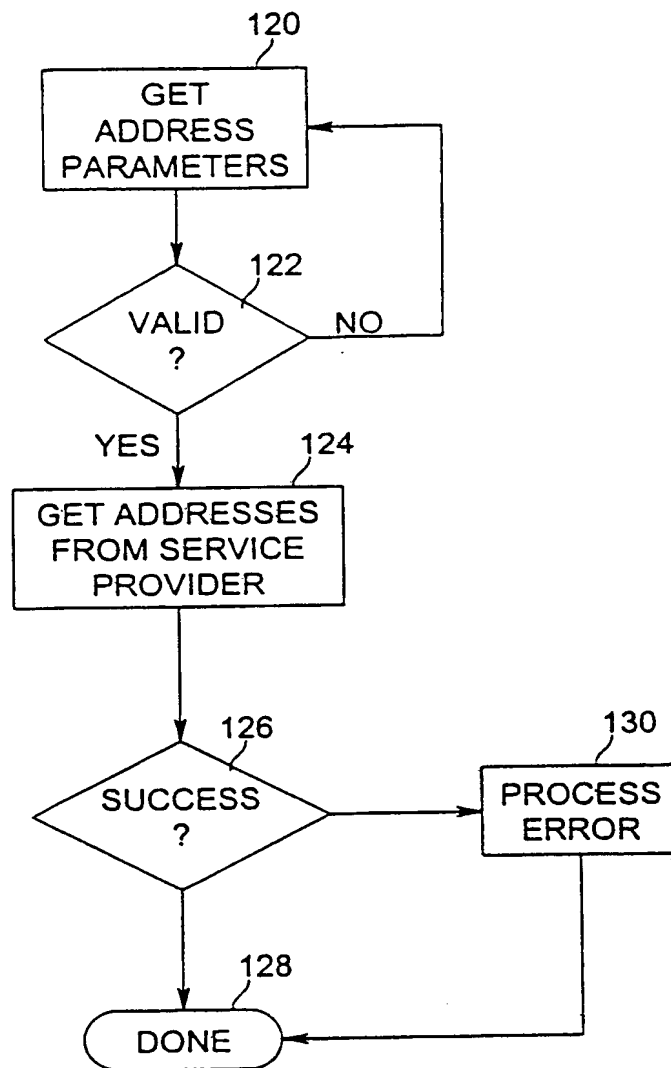 120
GET
ADDRESS
PARAMETERS
122
VALID
?
NO
YES
124
GET ADDRESSES
FROM SERVICE
PROVIDER
126
SUCCESS
?
130
PROCESS
ERROR
128
DONE